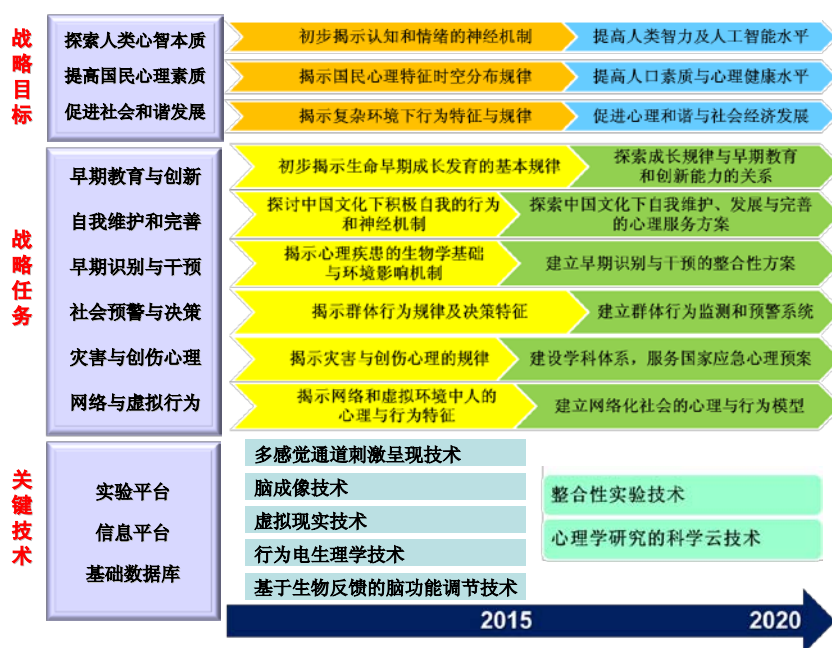 战略目标
探索人类心智本质
提高国民心理素质
促进社会和谐发展
初步揭示认知和情绪的神经机制
提高人类智力及人工智能水平
揭示国民心理特征时空分布规律
提高人口素质与心理健康水平
揭示复杂环境下行为特征与规律
促进心理和谐与社会经济发展
战略任务
早期教育与创新
自我维护和完善
早期识别与干预
社会预警与决策
灾害与创伤心理
网络与虚拟行为
初步揭示生命早期成长发育的基本规律
探索成长规律与早期教育
和创新能力的关系
探讨中国文化下积极自我的行为
和神经机制
探索中国文化下自我维护、发展与完善
的心理服务方案
揭示心理疾患的生物学基础
与环境影响机制
建立早期识别与干预的整合性方案
揭示群体行为规律及决策特征
建立群体行为监测和预警系统
揭示灾害与创伤心理的规律
建设学科体系，服务国家应急心理预案
揭示网络和虚拟环境中人的
心理与行为特征
建立网络化社会的心理与行为模型
关键技术
实验平台
信息平台
基础数据库
多感觉通道刺激呈现技术
脑成像技术
虚拟现实技术
行为电生理学技术
基于生物反馈的脑功能调节技术
整合性实验技术
心理学研究的科学云技术
2015
2020